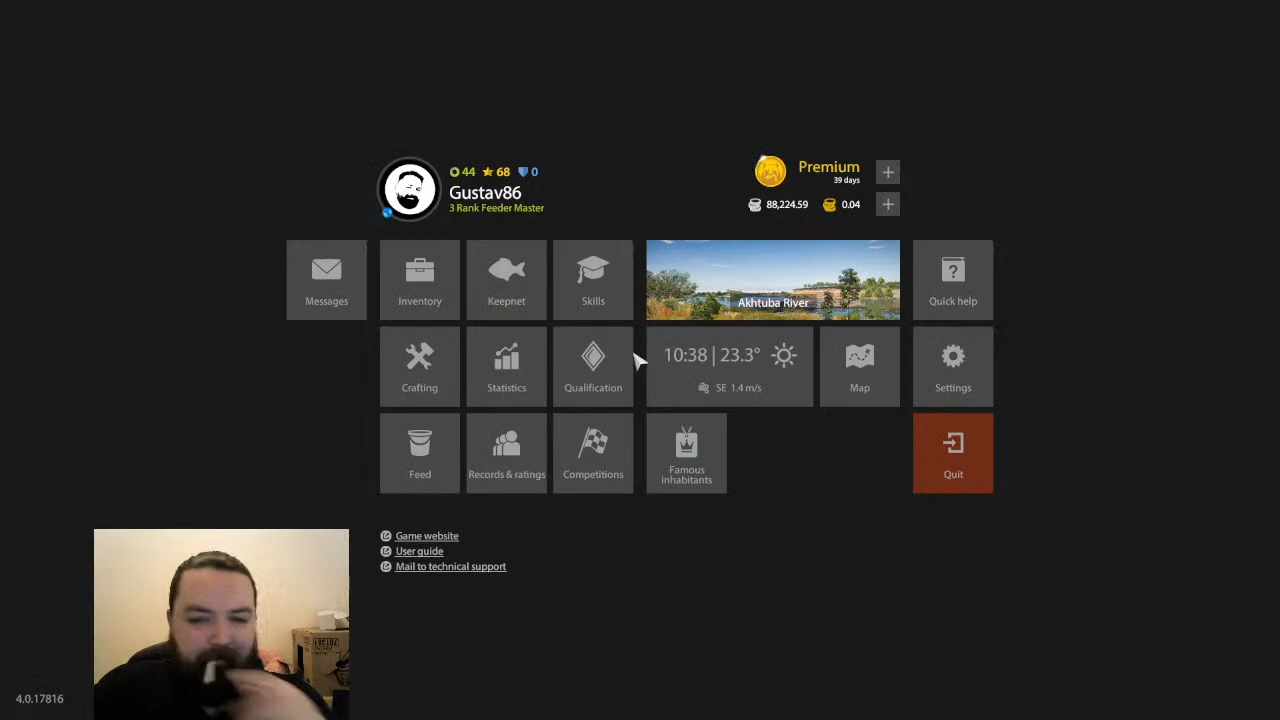 44 68 0
Gustav86
3 Rank Feeder Master
Premium
39 days
88,224.59 0.04
Messages
Inventory
Keepnet
Skills
Akhtuba River
Quick help
Crafting
Statistics
Qualification
10:38 | 23.3°
SE 1.4 m/s
Map
Settings
Feed
Records & ratings
Competitions
Famous
inhabitants
Quit
Game website
User guide
Mail to technical support
4.0.17816